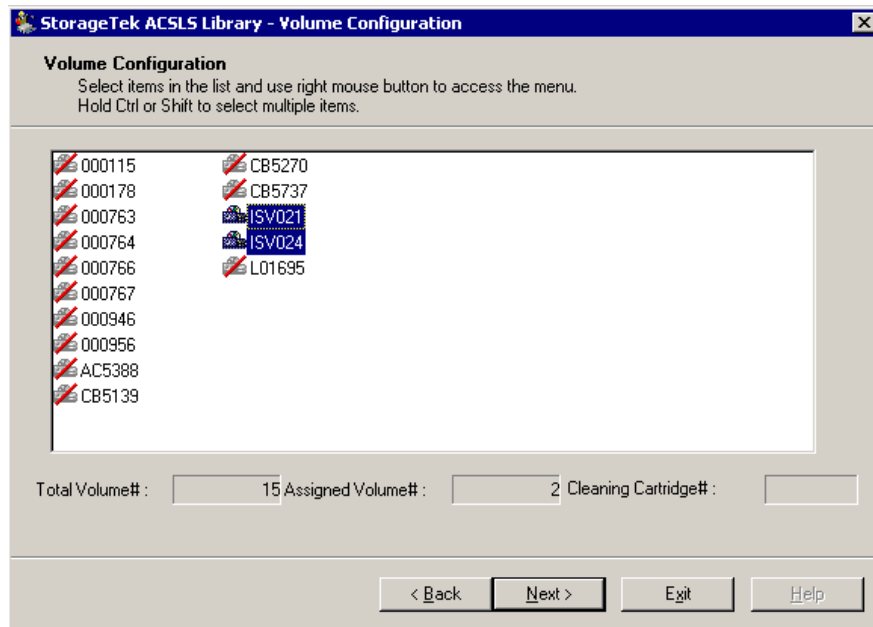 StorageTek ACSLS Library - Volume Configuration
Volume Configuration
Select items in the list and use right mouse button to access the menu.
Hold Ctrl or Shift to select multiple items.
000115
000178
000763
000764
000766
000767
000946
000956
AC5388
CB5139
CB5270
CB5737
ISV021
ISV024
L01695
Total Volume# : 15 Assigned Volume# : 2 Cleaning Cartridge# :
< Back Next > Exit Help